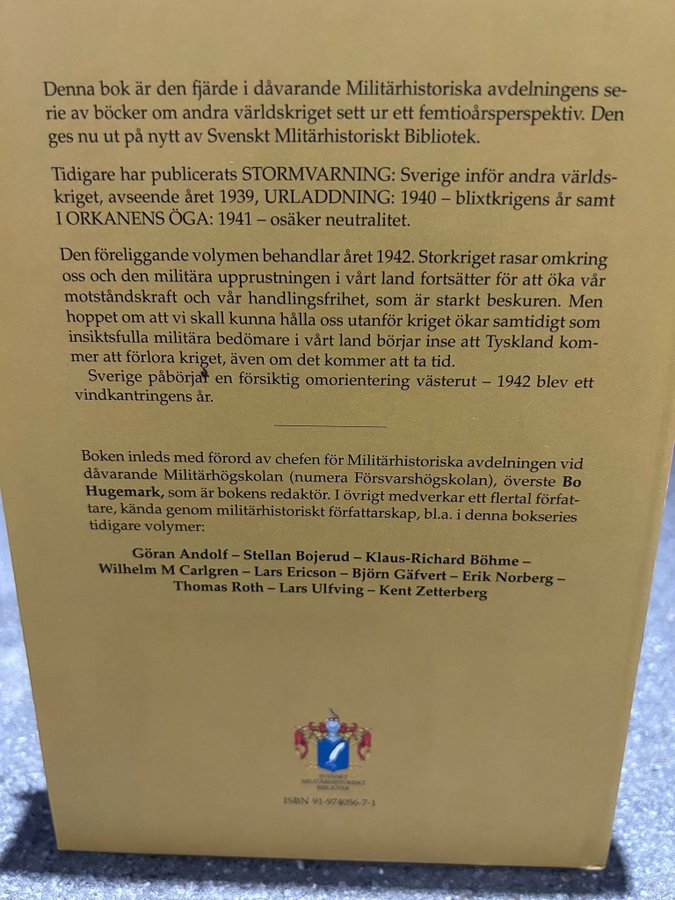 Denna bok är den fjärde i dåvarande Militärhistoriska avdelningens se-
rie av böcker om andra världskriget sett ur ett femtioårsperspektiv. Den
ges nu ut på nytt av Svenskt Mlitärhistoriskt Bibliotek.
Tidigare har publicerats STORMVARNING: Sverige inför andra världs-
kriget, avseende året 1939, URLADDNING: 1940 – blixtkrigens år samt
I ORKANENS ÖGA: 1941 – osäker neutralitet.
Den föreliggande volymen behandlar året 1942. Storkriget rasar omkring
oss och den militära upprustningen i vårt land fortsätter för att öka vår
motståndskraft och vår handlingsfrihet, som är starkt beskuren. Men
hoppet om att vi skall kunna hålla oss utanför kriget ökar samtidigt som
insiktsfulla militära bedömare i vårt land börjar inse att Tyskland kom-
mer att förlora kriget, även om det kommer att ta tid.
Sverige påbörjar en försiktig omorientering västerut – 1942 blev ett
vindkantringens år.
Boken inleds med förord av chefen för Militärhistoriska avdelningen vid
dåvarande Militärhögskolan (numera Försvarshögskolan), överste Bo
Hugemark, som är bokens redaktör. I övrigt medverkar ett flertal förfat-
tare, kända genom militärhistoriskt författarskap, bl.a. i denna bokseries
tidigare volymer:
Göran Andolf – Stellan Bojerud – Klaus-Richard Böhme –
Wilhelm M Carlgren – Lars Ericson – Björn Gäfvert – Erik Norberg –
Thomas Roth – Lars Ulfving – Kent Zetterberg
SVENSKT
MILITÄRHISTORISKT
BIBLIOTEK
ISBN 91-974056-7-1